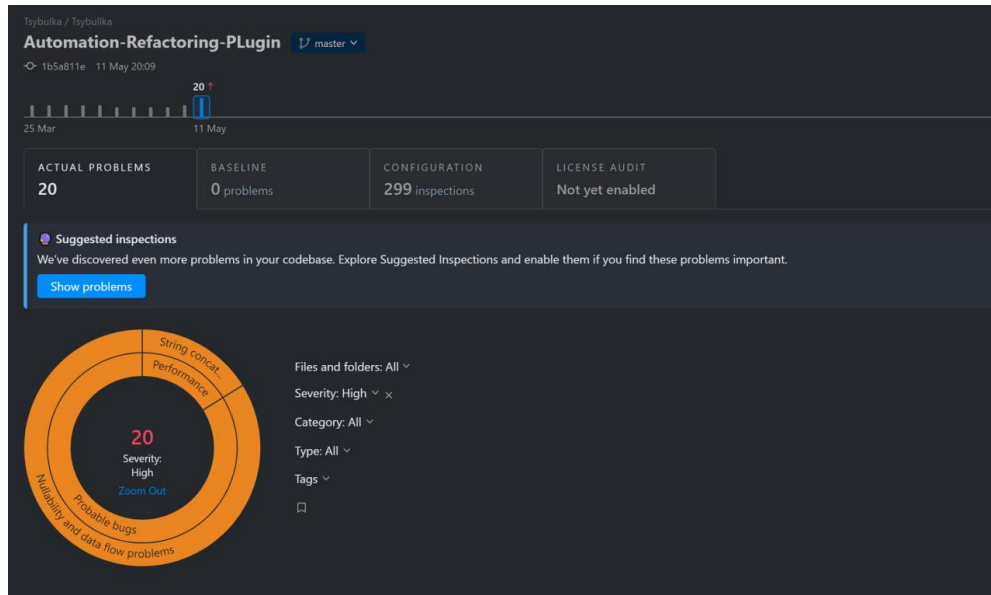 Tsybulka / Tsybullka
Automation-Refactoring-PLugin master
1b5a811e 11 May 20:09
20 ↑
25 Mar 11 May
ACTUAL PROBLEMS BASELINE CONFIGURATION LICENSE AUDIT
20 0 problems 299 inspections Not yet enabled
Suggested inspections
We've discovered even more problems in your codebase. Explore Suggested Inspections and enable them if you find these problems important.
Show problems
String concat...
Performance
20
Severity:
High
Zoom Out
Probable bugs
Nullability and data flow problems
Files and folders: All
Severity: High ×
Category: All
Type: All
Tags